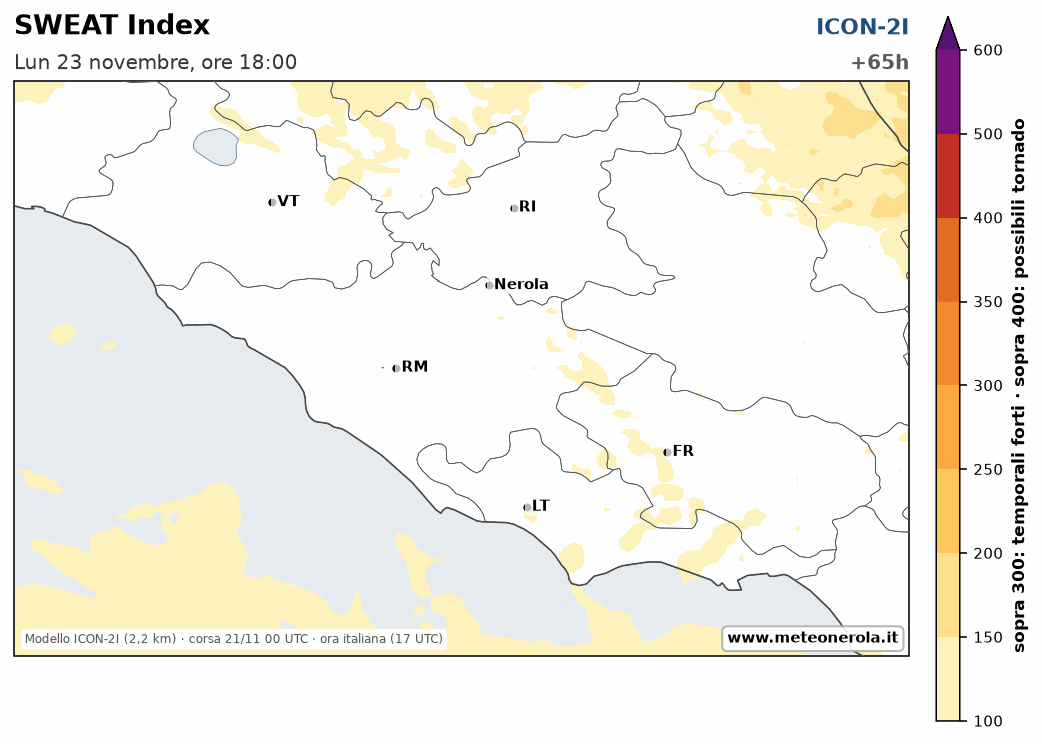 SWEAT Index
ICON-2I
Lun 23 novembre, ore 18:00
+65h
VT
RI
Nerola
RM
FR
LT
Modello ICON-2I (2,2 km) · corsa 21/11 00 UTC · ora italiana (17 UTC)
www.meteonerola.it
600
500
400
350
300
250
200
150
100
sopra 300: temporali forti · sopra 400: possibili tornado